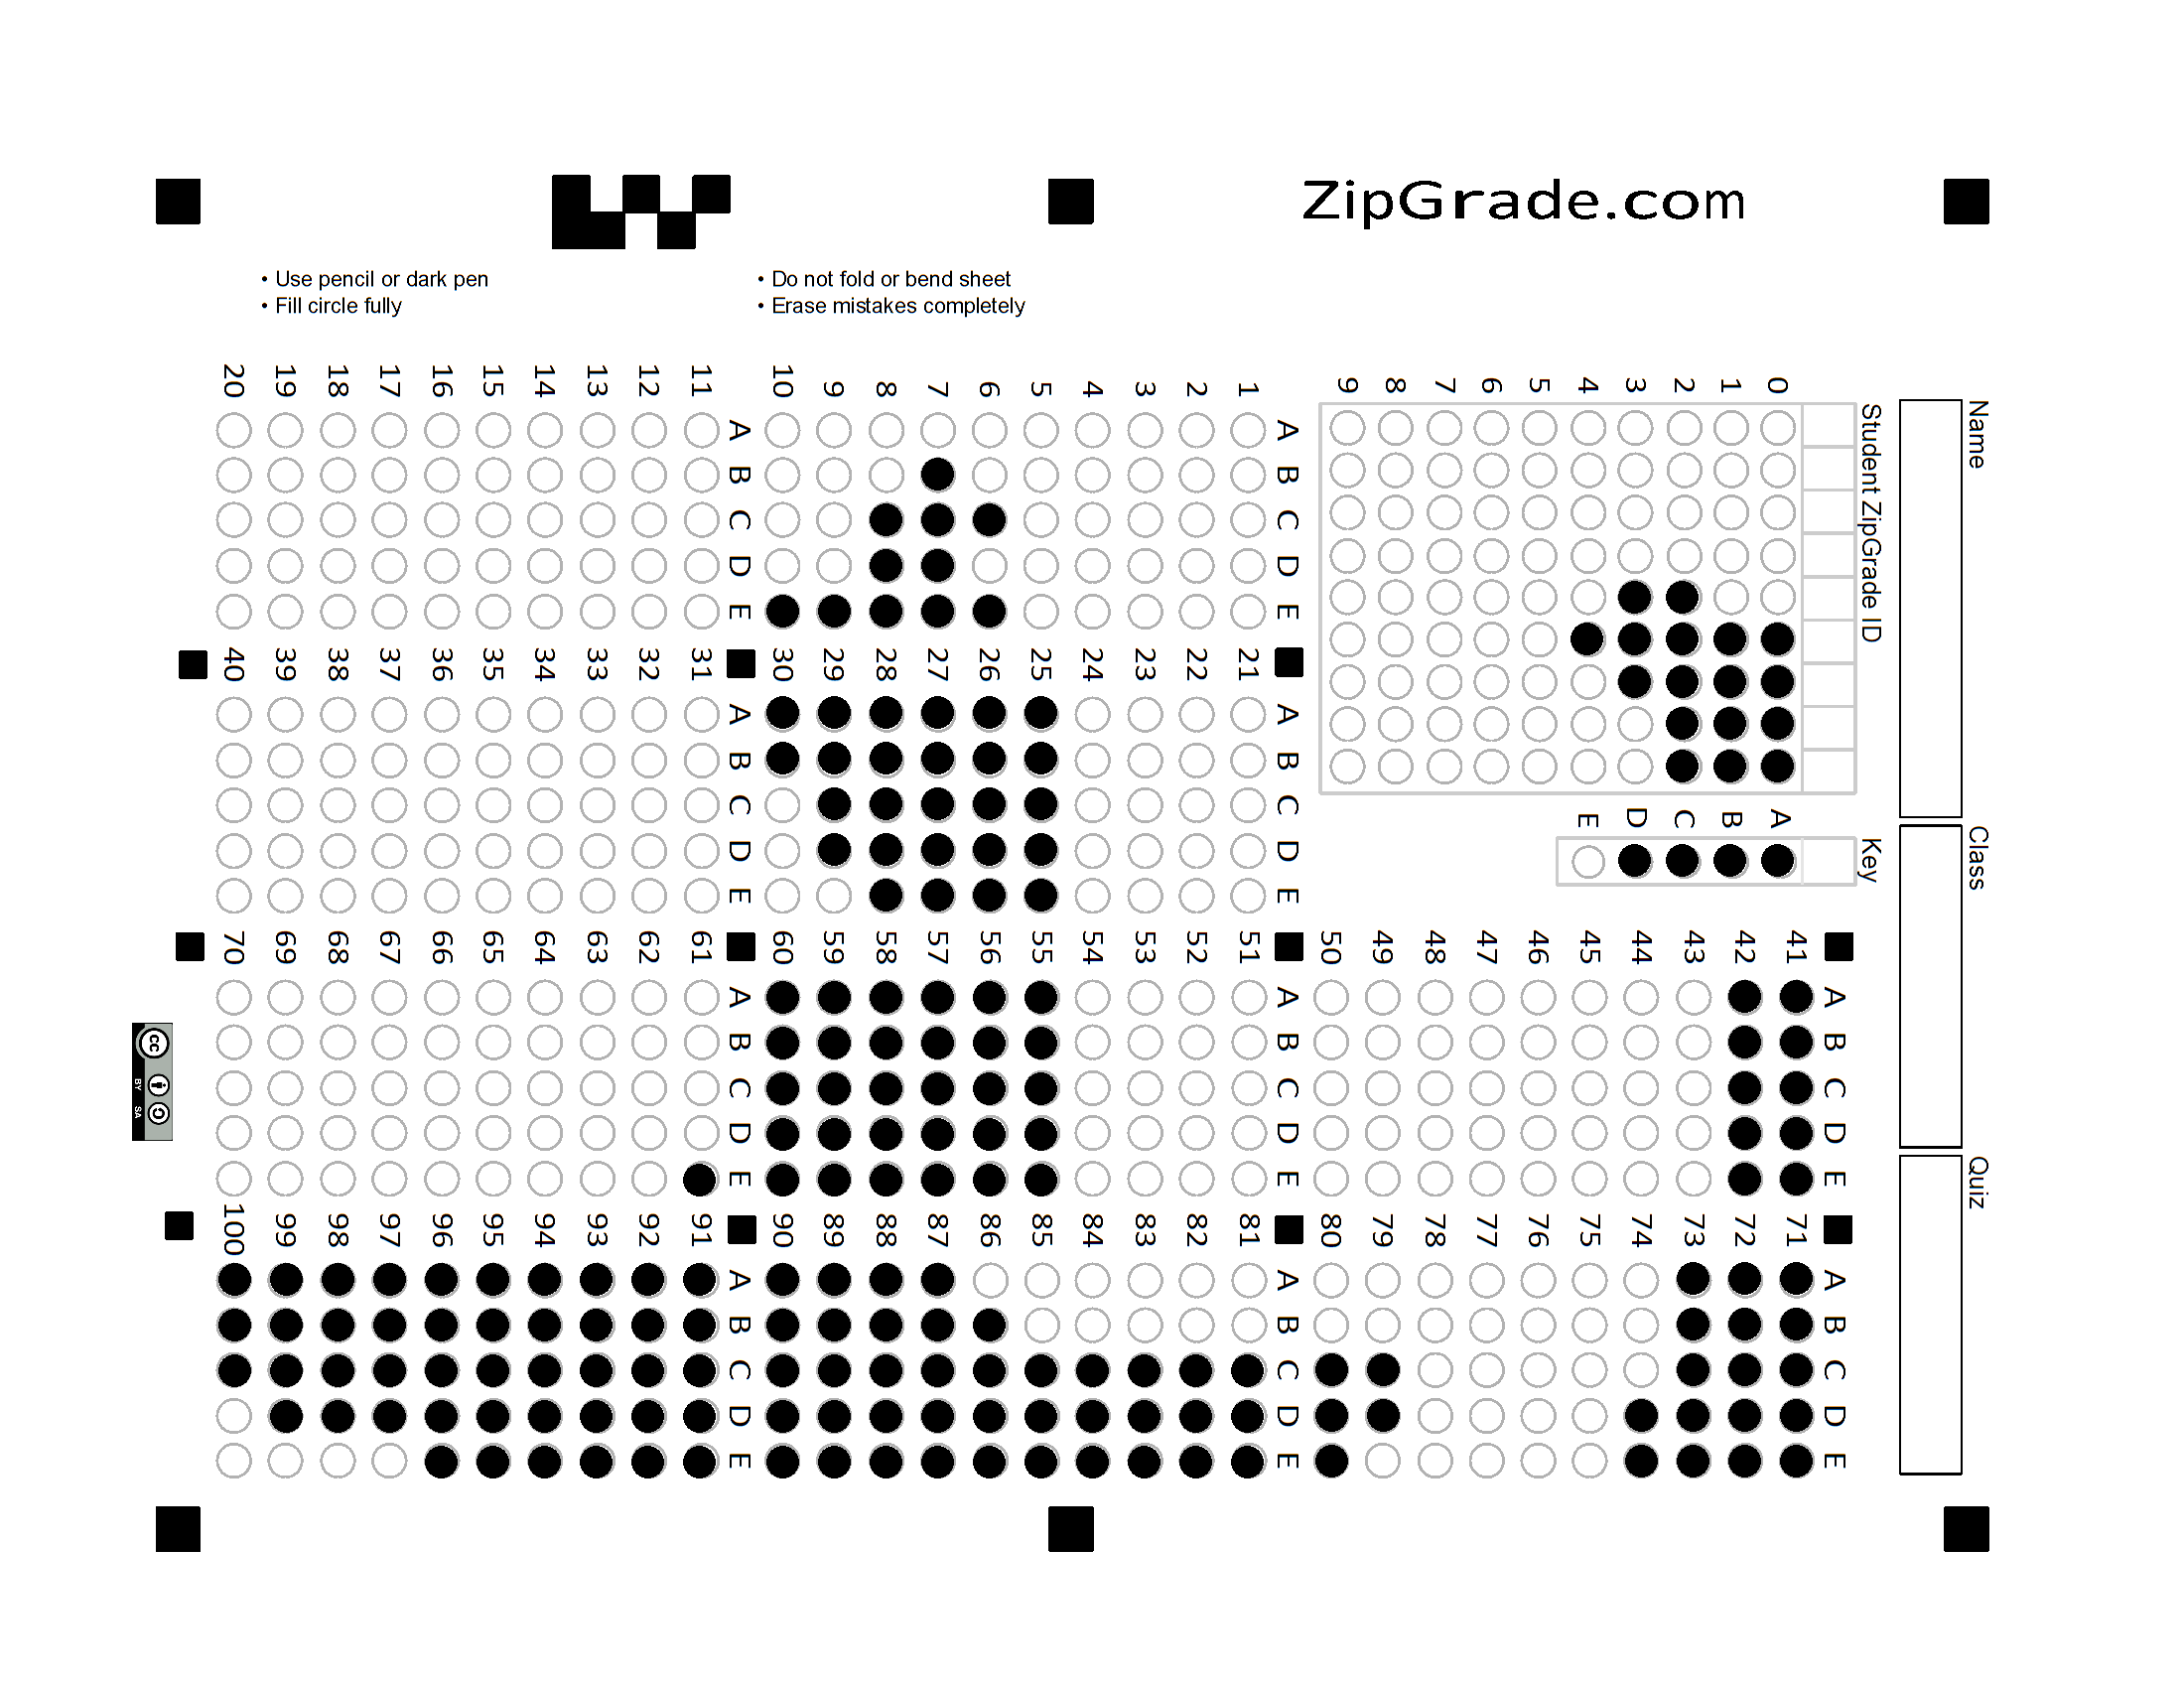 ZipGrade.com
• Use pencil or dark pen
• Fill circle fully
• Do not fold or bend sheet
• Erase mistakes completely
Name
Class
Quiz
Student ZipGrade ID
0 1 2 3 4 5 6 7 8 9
Key
A B C D E
A B C D E
1 2 3 4 5 6 7 8 9 10
A B C D E
11 12 13 14 15 16 17 18 19 20
A B C D E
21 22 23 24 25 26 27 28 29 30
A B C D E
31 32 33 34 35 36 37 38 39 40
A B C D E
41 42 43 44 45 46 47 48 49 50
A B C D E
51 52 53 54 55 56 57 58 59 60
A B C D E
61 62 63 64 65 66 67 68 69 70
A B C D E
71 72 73 74 75 76 77 78 79 80
A B C D E
81 82 83 84 85 86 87 88 89 90
A B C D E
91 92 93 94 95 96 97 98 99 100
cc
BY SA